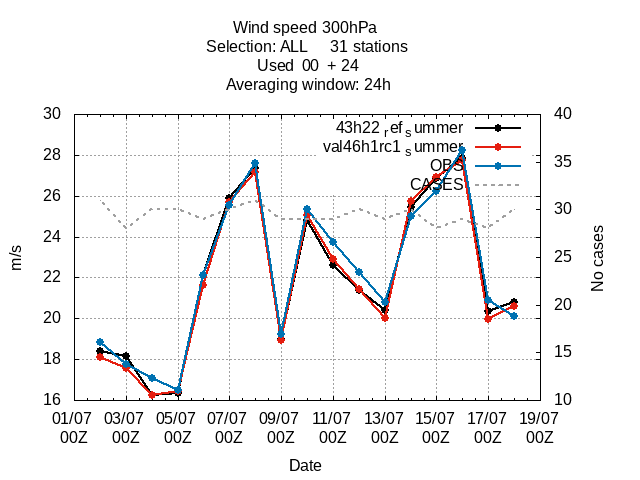 Wind speed 300hPa
Selection: ALL 31 stations
Used 00 + 24
Averaging window: 24h
30 40
28 35
26 30
24 25
22 20
20 15
18 10
16
43h22refsummer
val46h1rc1summer
OBS
CASES
m/s
No cases
01/07 03/07 05/07 07/07 09/07 11/07 13/07 15/07 17/07 19/07
00Z 00Z 00Z 00Z 00Z 00Z 00Z 00Z 00Z 00Z
Date